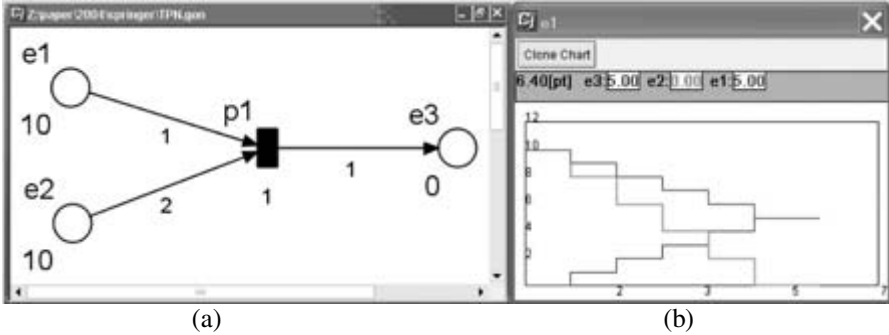 Z:\paper\2004\springer\TPN.gon
e1
10
1
p1
e3
1
1
0
e2
2
10
e1
Clone Chart
6.40[pt] e3:5.00 e2:0.00 e1:5.00
12
10
8
6
4
2
2 3 5 7
(a) (b)